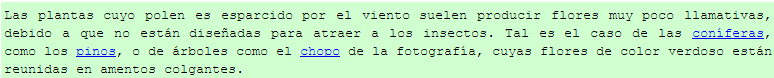 Las plantas cuyo polen es esparcido por el viento suelen producir flores muy poco llamativas,
debido a que no están diseñadas para atraer a los insectos. Tal es el caso de las coníferas,
como los pinos, o de árboles como el chopo de la fotografía, cuyas flores de color verdoso están
reunidas en amentos colgantes.